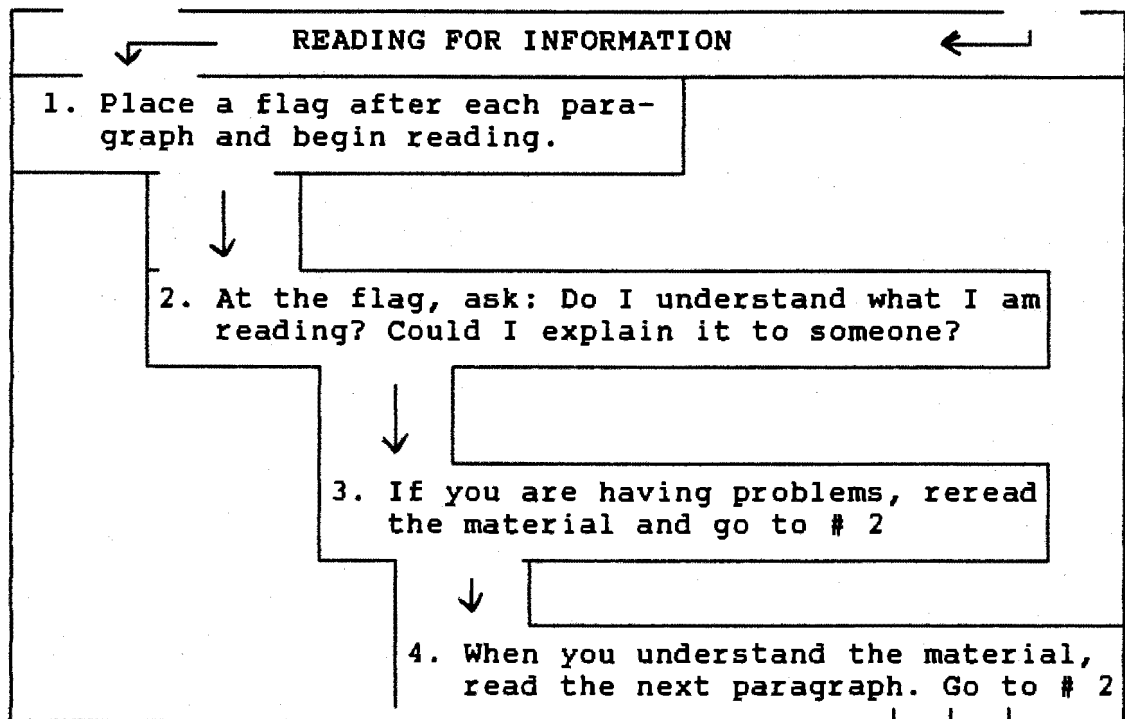 READING FOR INFORMATION
1. Place a flag after each para-
graph and begin reading.
2. At the flag, ask: Do I understand what I am
reading? Could I explain it to someone?
3. If you are having problems, reread
the material and go to # 2
4. When you understand the material,
read the next paragraph. Go to # 2